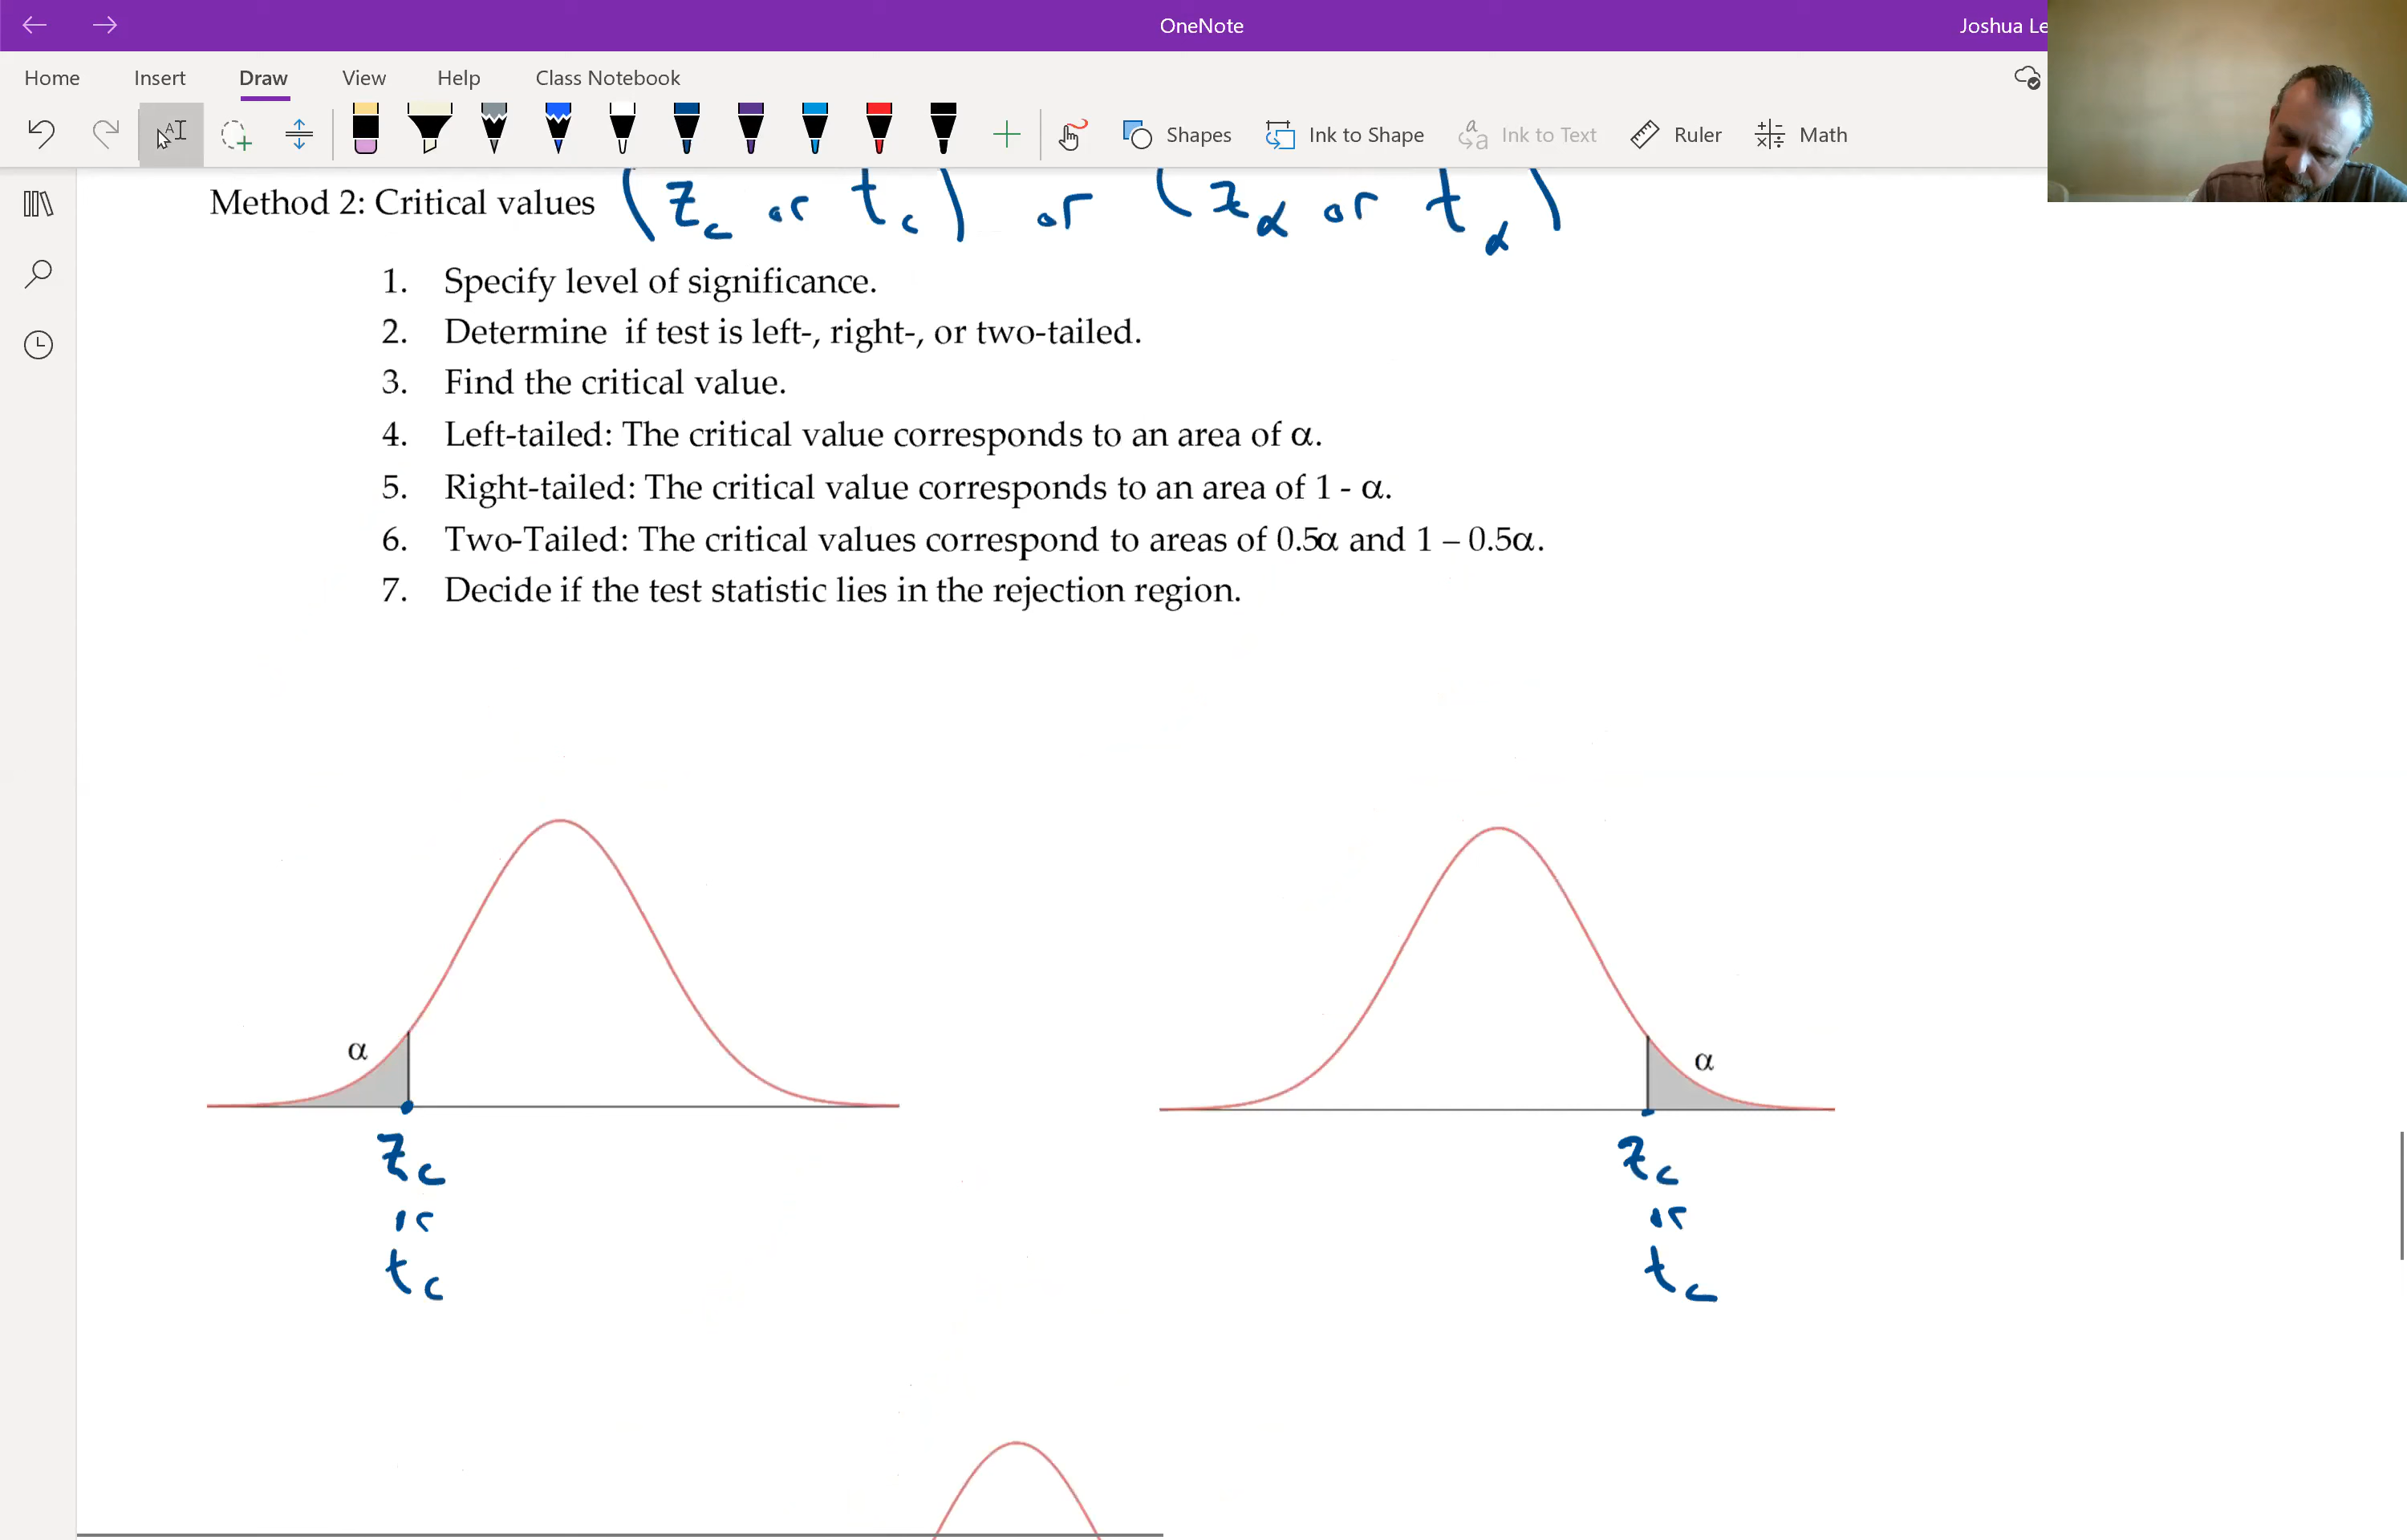 OneNote
Joshua Le
Home Insert Draw View Help Class Notebook
Shapes Ink to Shape Ink to Text Ruler Math
Method 2: Critical values (z_c or t_c) or (z_α or t_α)
1. Specify level of significance.
2. Determine if test is left-, right-, or two-tailed.
3. Find the critical value.
4. Left-tailed: The critical value corresponds to an area of α.
5. Right-tailed: The critical value corresponds to an area of 1 - α.
6. Two-Tailed: The critical values correspond to areas of 0.5α and 1 – 0.5α.
7. Decide if the test statistic lies in the rejection region.
α
z_c
or
t_c
α
z_c
or
t_c